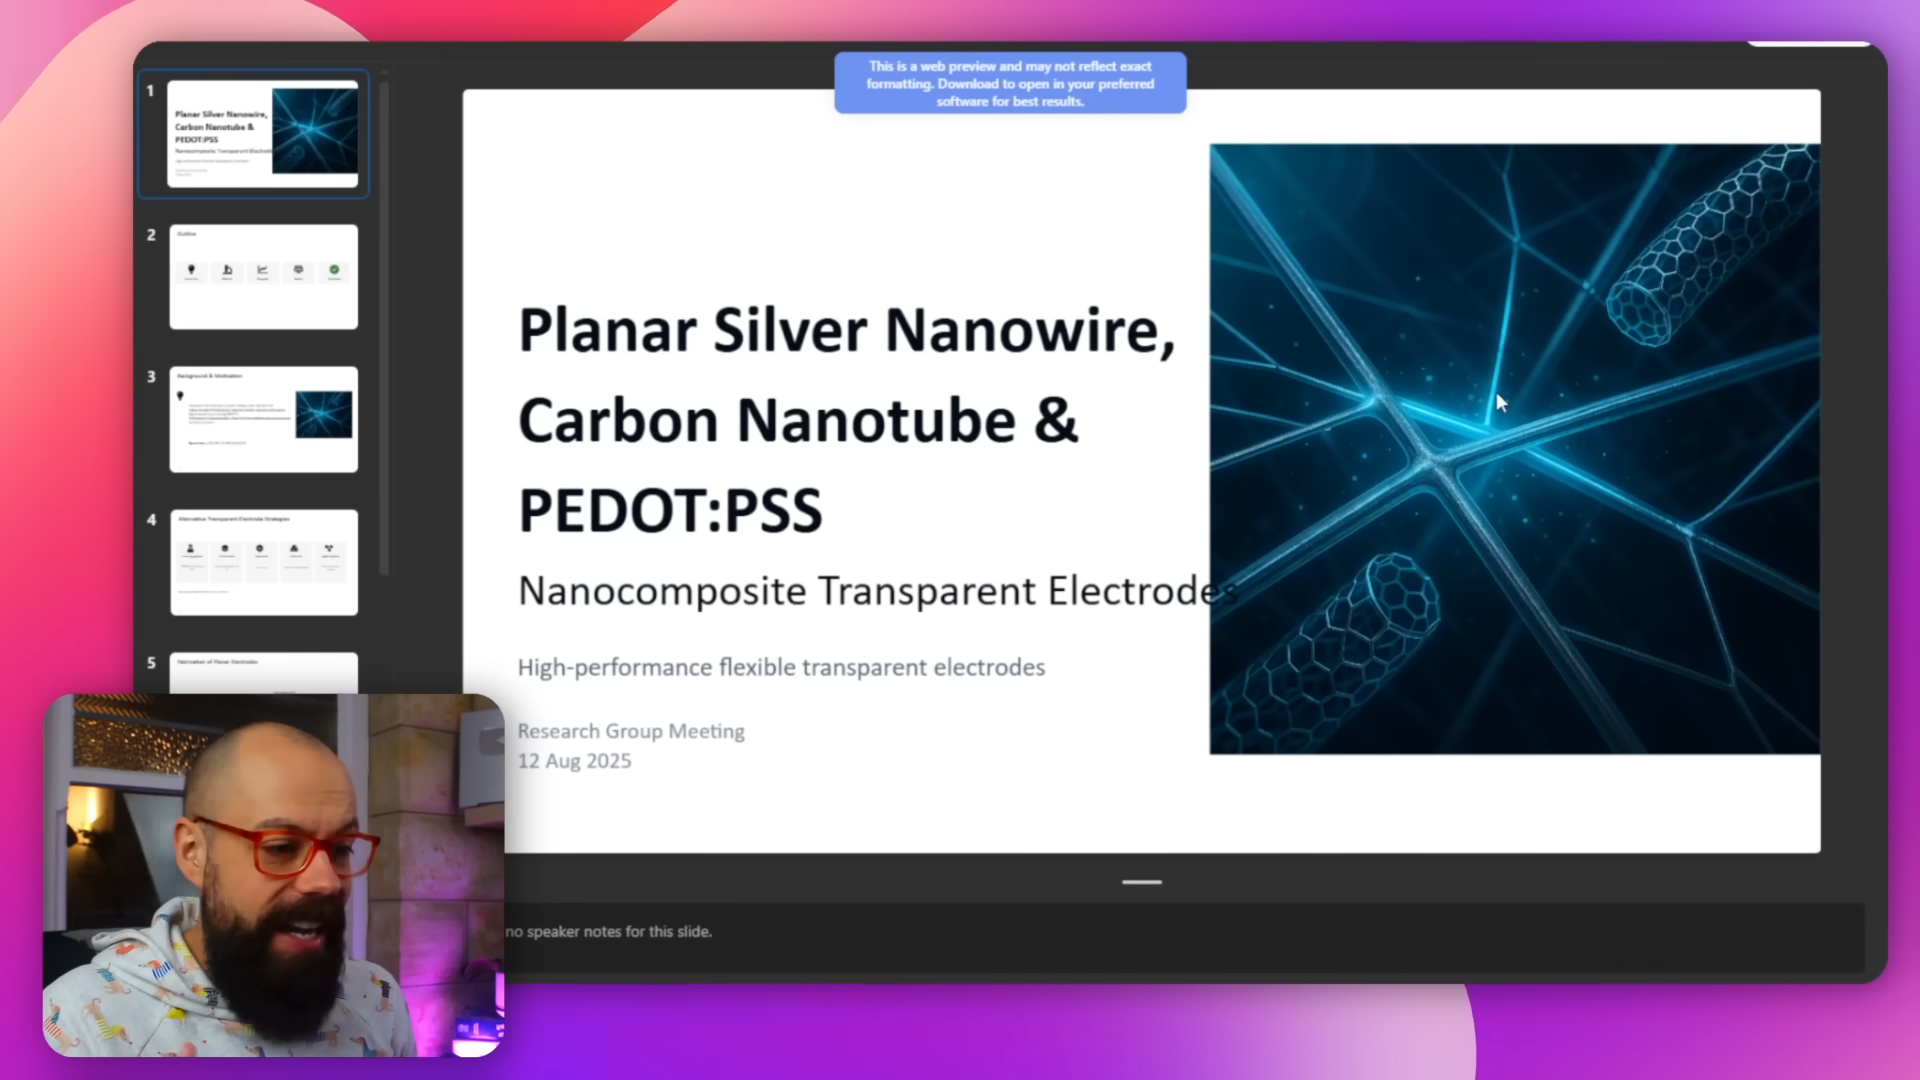 This is a web preview and may not reflect exact
formatting. Download to open in your preferred
software for best results.
1
Planar Silver Nanowire,
Carbon Nanotube &
PEDOT:PSS
Nanocomposite Transparent Electrodes
2
Outline
3
Background & Motivation
4
Alternative Transparent Electrode Strategies
5
Fabrication of Planar Electrodes
Planar Silver Nanowire,
Carbon Nanotube &
PEDOT:PSS
Nanocomposite Transparent Electrodes
High-performance flexible transparent electrodes
Research Group Meeting
12 Aug 2025
no speaker notes for this slide.